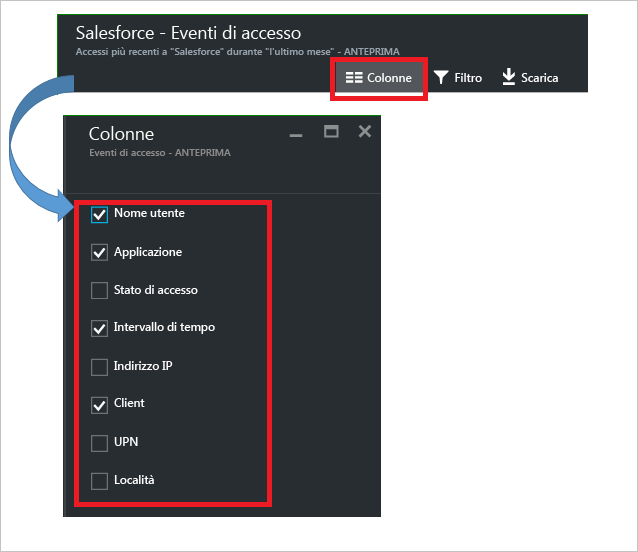 Salesforce - Eventi di accesso
Accessi più recenti a "Salesforce" durante "l'ultimo mese" - ANTEPRIMA
Colonne Filtro Scarica
Colonne
Eventi di accesso - ANTEPRIMA
Nome utente
Applicazione
Stato di accesso
Intervallo di tempo
Indirizzo IP
Client
UPN
Località